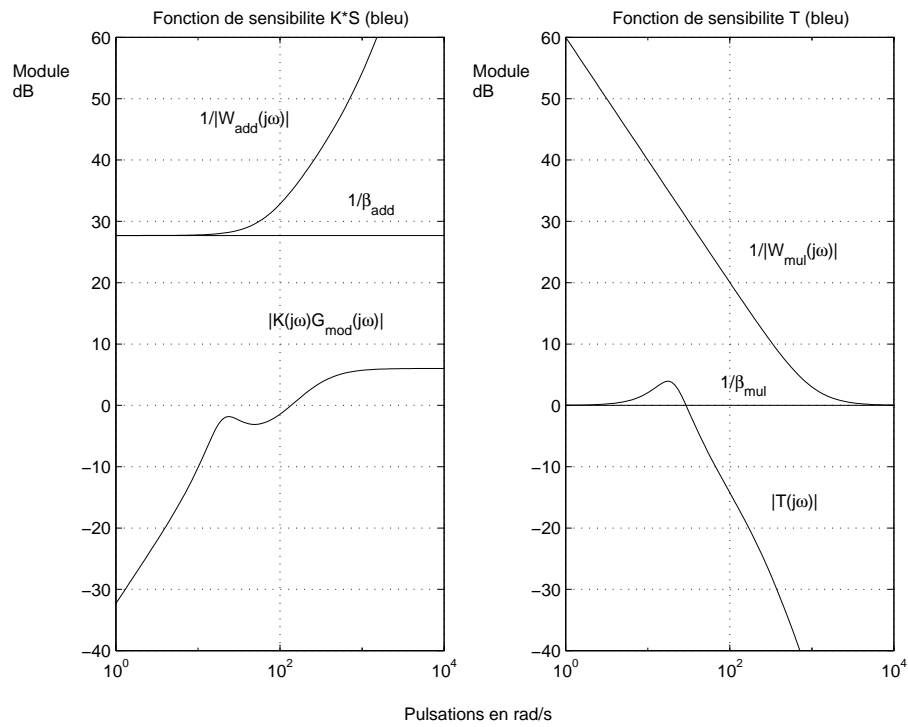 Fonction de sensibilite K*S (bleu)
Module
dB
60
50
40
30
20
10
0
−10
−20
−30
−40
1/|W_add(jω)|
1/β_add
|K(jω)G_mod(jω)|
10^0
10^2
10^4
Fonction de sensibilite T (bleu)
Module
dB
60
50
40
30
20
10
0
−10
−20
−30
−40
1/|W_mul(jω)|
1/β_mul
|T(jω)|
10^0
10^2
10^4
Pulsations en rad/s